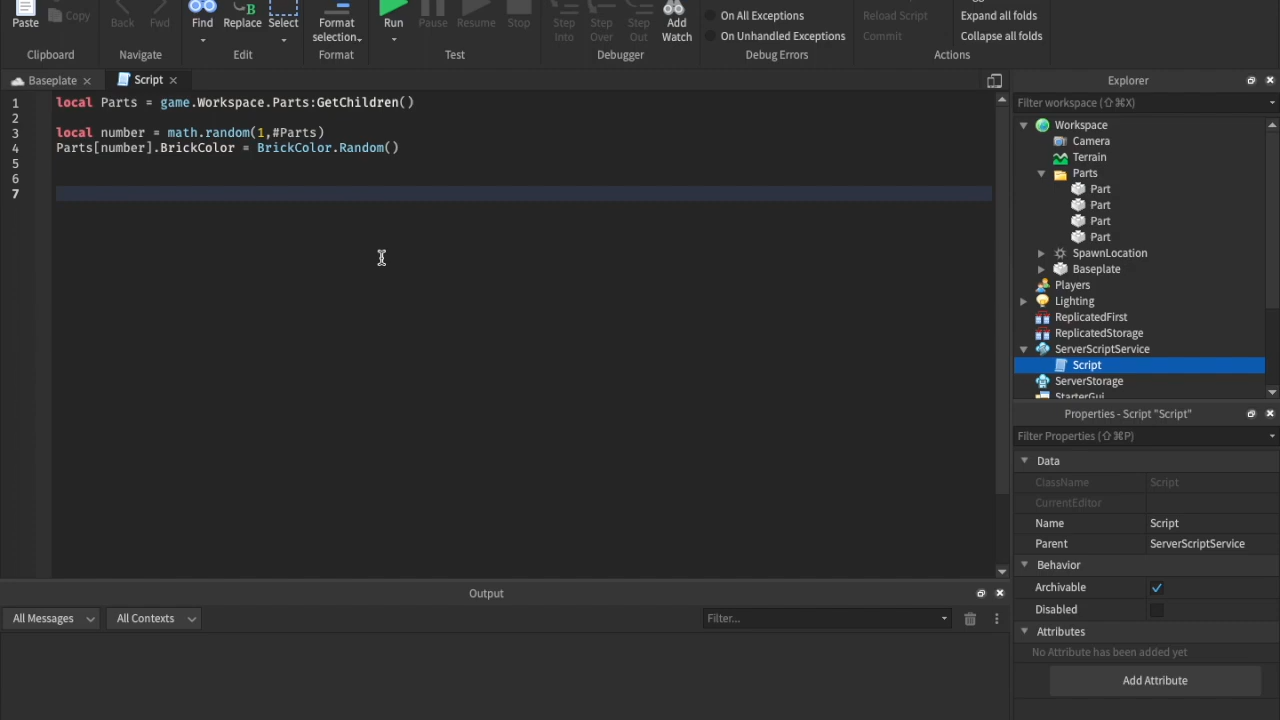 Paste
Copy
Back
Fwd
Find
Replace
Select
Format
selection
Run
Pause
Resume
Stop
Step
Into
Step
Over
Step
Out
Add
Watch
On All Exceptions
On Unhandled Exceptions
Reload Script
Commit
Expand all folds
Collapse all folds
Clipboard
Navigate
Edit
Format
Test
Debugger
Debug Errors
Actions
Baseplate
Script
1 local Parts = game.Workspace.Parts:GetChildren()
2
3 local number = math.random(1,#Parts)
4 Parts[number].BrickColor = BrickColor.Random()
5
6
7
Explorer
Filter workspace (⇧⌘X)
Workspace
Camera
Terrain
Parts
Part
Part
Part
Part
SpawnLocation
Baseplate
Players
Lighting
ReplicatedFirst
ReplicatedStorage
ServerScriptService
Script
ServerStorage
StarterGui
Properties - Script "Script"
Filter Properties (⇧⌘P)
Data
ClassName Script
CurrentEditor
Name Script
Parent ServerScriptService
Behavior
Archivable
Disabled
Attributes
No Attribute has been added yet
Add Attribute
Output
All Messages
All Contexts
Filter...